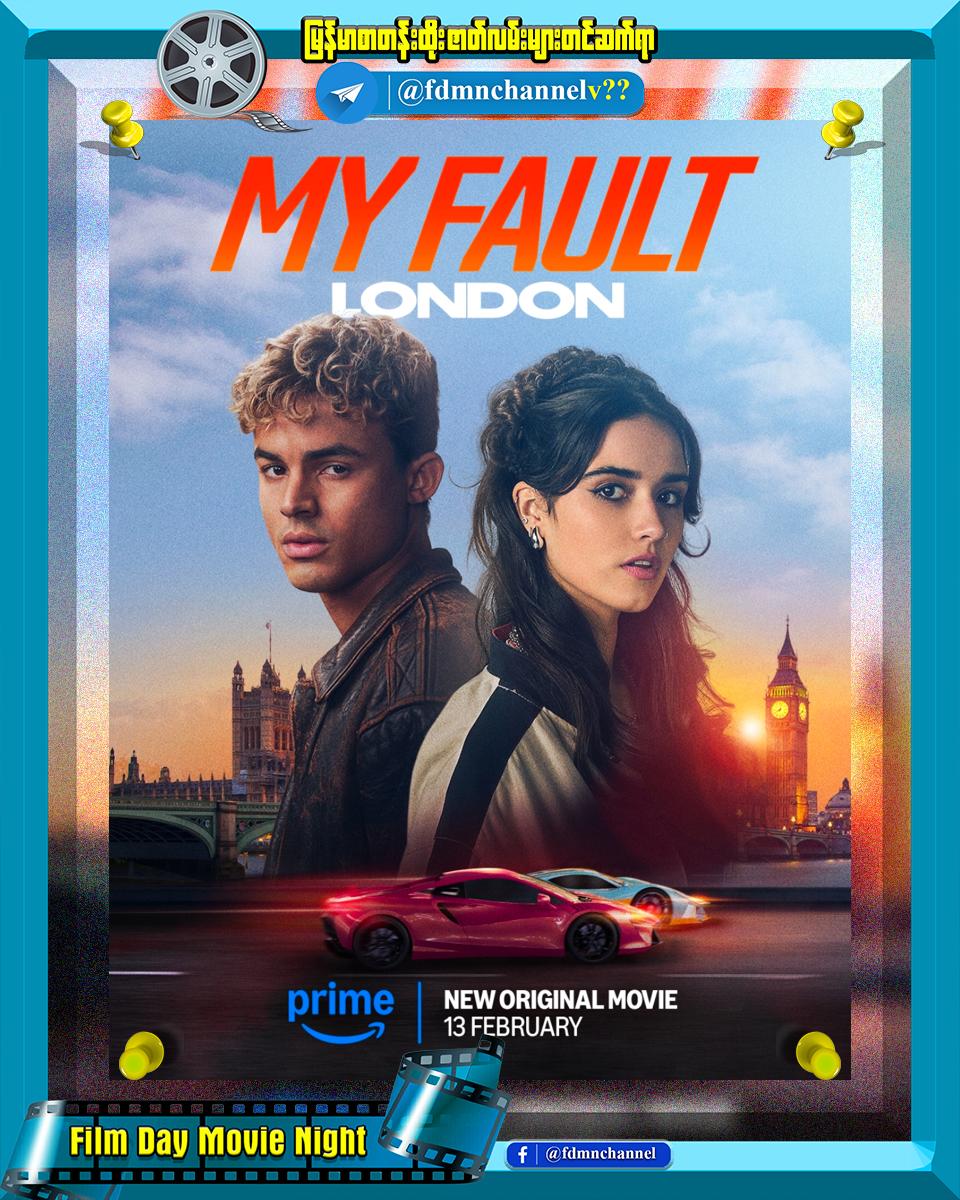 မြန်မာစာတန်းထိုးဇာတ်လမ်းများတင်ဆက်ရာ
@fdmnchannelv??
MY FAULT
LONDON
prime
NEW ORIGINAL MOVIE
13 FEBRUARY
Film Day Movie Night
@fdmnchannel